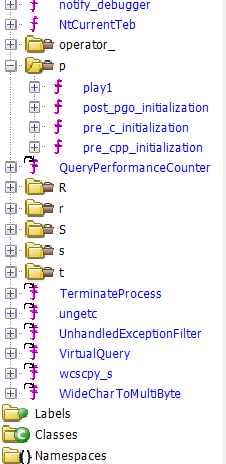 notify_debugger
NtCurrentTeb
operator_
p
play1
post_pgo_initialization
pre_c_initialization
pre_cpp_initialization
QueryPerformanceCounter
R
r
S
s
t
TerminateProcess
ungetc
UnhandledExceptionFilter
VirtualQuery
wcscpy_s
WideCharToMultiByte
Labels
Classes
Namespaces